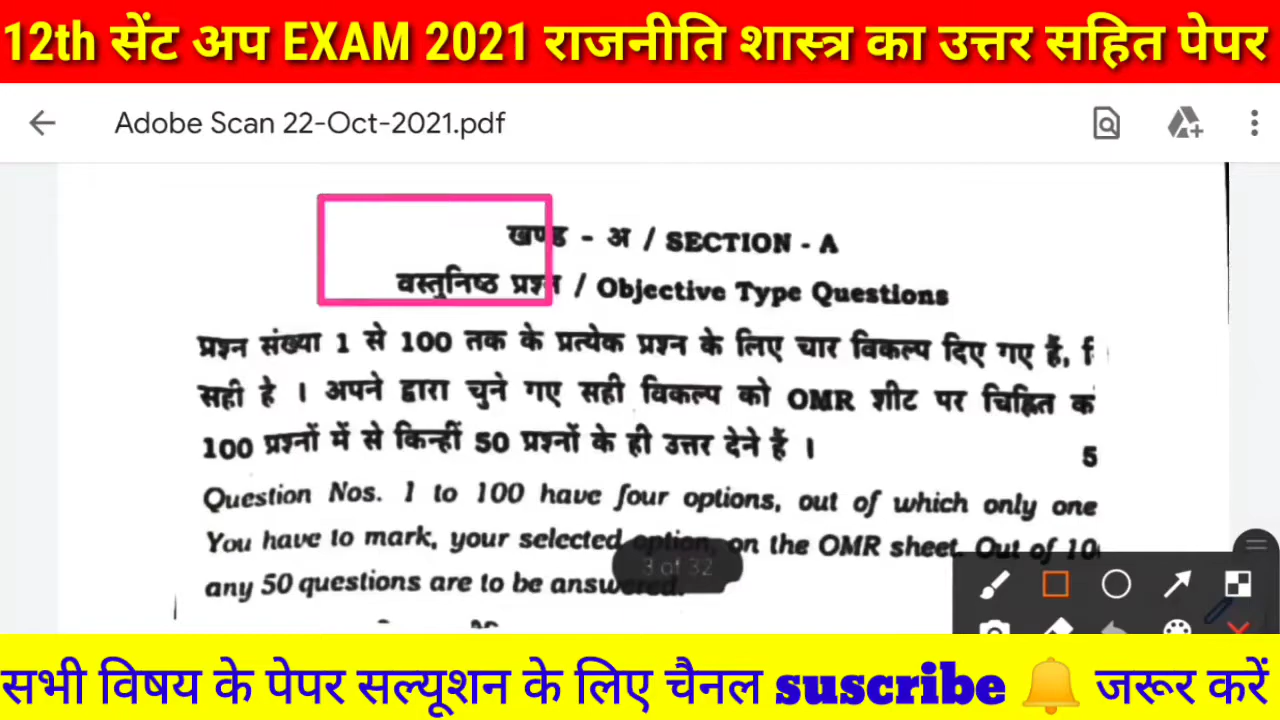 12th सेंट अप EXAM 2021 राजनीति शास्त्र का उत्तर सहित पेपर
Adobe Scan 22-Oct-2021.pdf
खण्ड - अ / SECTION - A
वस्तुनिष्ठ प्रश्न / Objective Type Questions
प्रश्न संख्या 1 से 100 तक के प्रत्येक प्रश्न के लिए चार विकल्प दिए गए हैं,
सही है । अपने द्वारा चुने गए सही विकल्प को OMR शीट पर चिह्नित
100 प्रश्नों में से किन्हीं 50 प्रश्नों के ही उत्तर देने हैं । 5
Question Nos. 1 to 100 have four options, out of which only one
You have to mark, your selected option, on the OMR sheet. Out of 10
any 50 questions are to be answered.
3 of 32
सभी विषय के पेपर सल्यूशन के लिए चैनल suscribe 🔔 जरूर करें